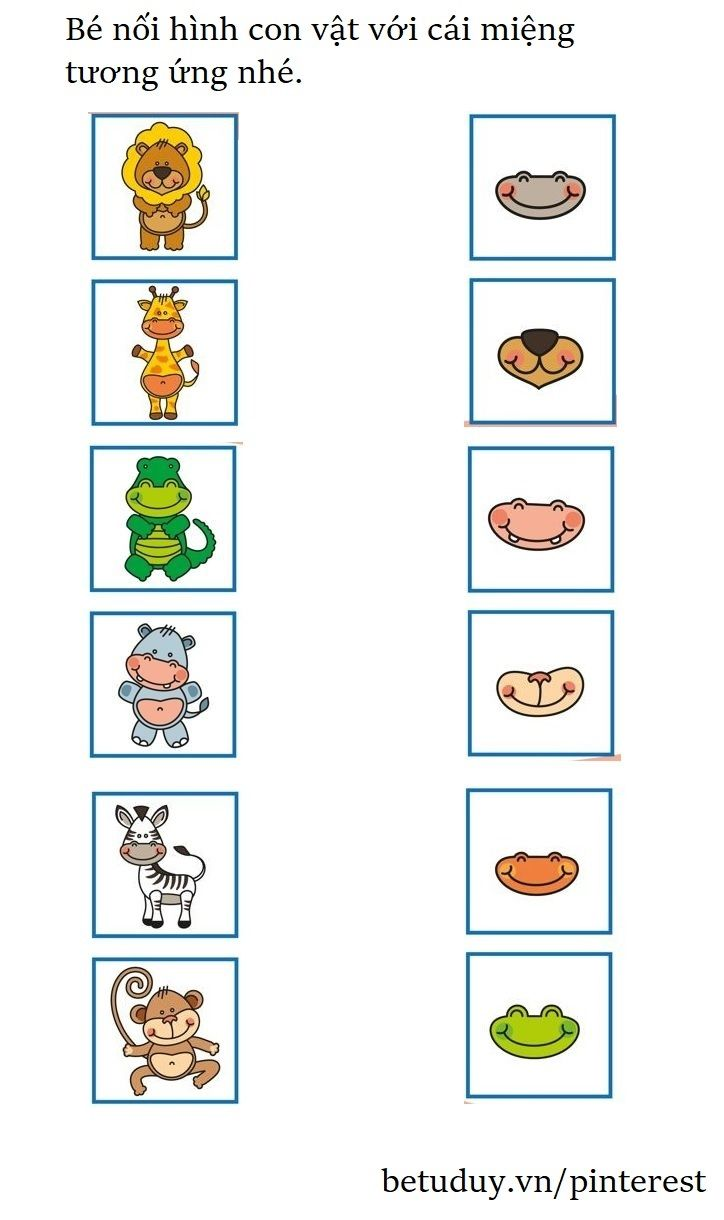 Bé nối hình con vật với cái miệng
tương ứng nhé.
betuduy.vn/pinterest